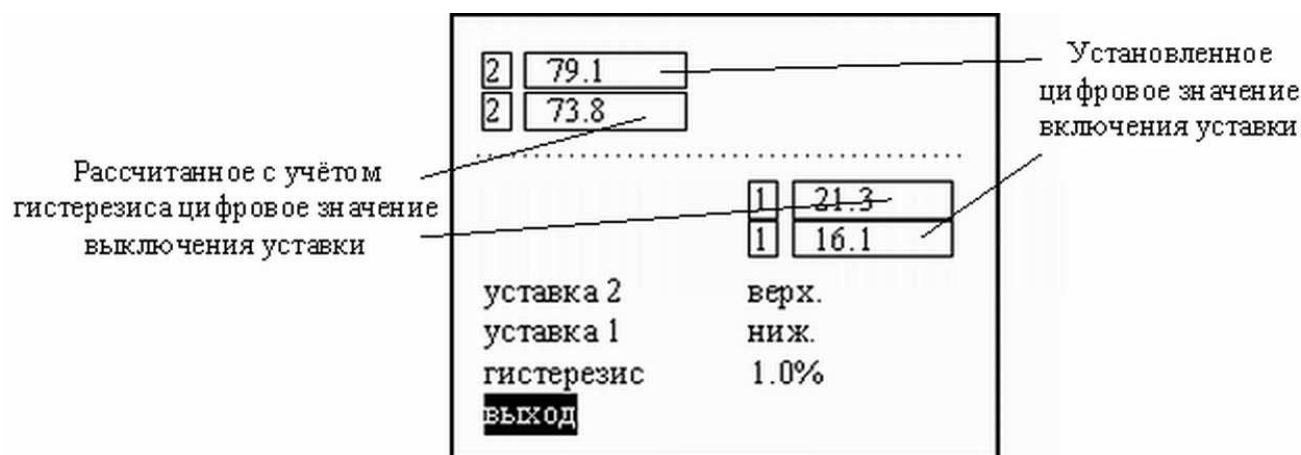 2 79.1
2 73.8
Установленное
цифровое значение
включения уставки
Рассчитанное с учётом
гистерезиса цифровое значение
выключения уставки
1 21.3
1 16.1
уставка 2 верх.
уставка 1 ниж.
гистерезис 1.0%
выход